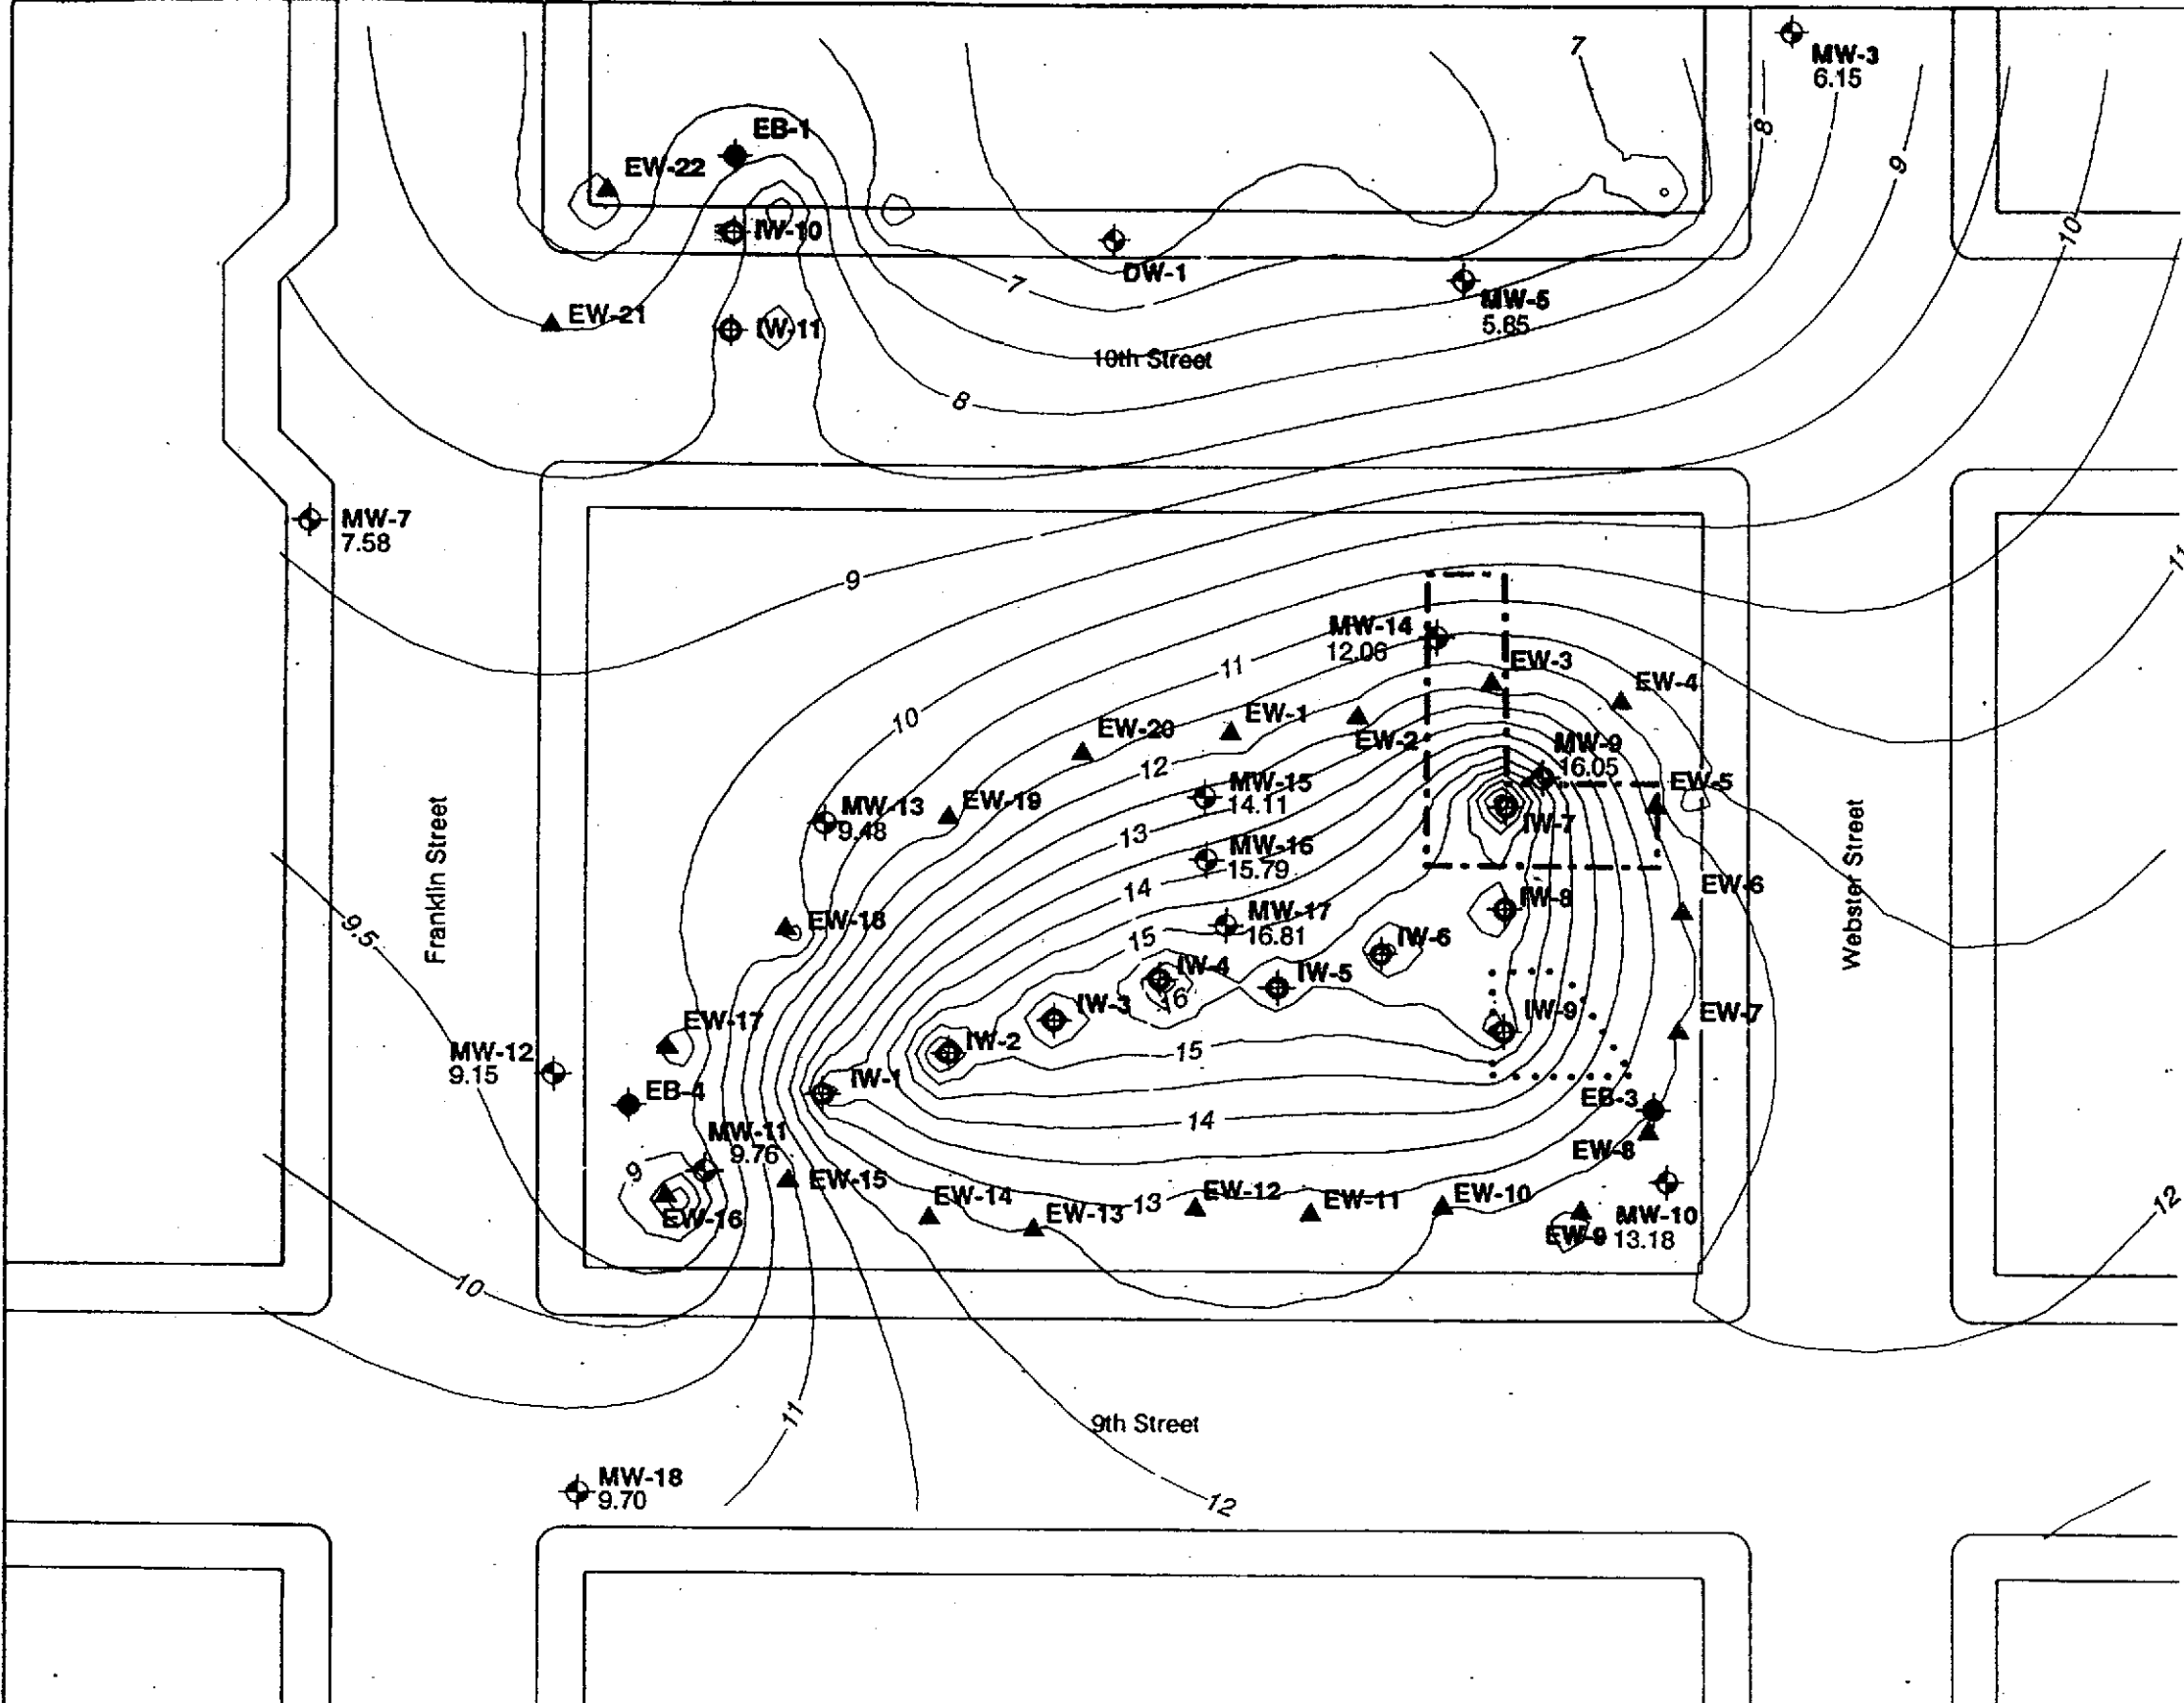 7
MW-3
6.15
EB-1
8
EW-22
9
IW-10
10
DW-1
7
MW-5
5.85
EW-21
IW-11
10th Street
8
MW-7
7.58
11
9
MW-14
12.06
EW-3
11
EW-4
10
EW-1
EW-20
EW-2
MW-9
16.05
12
MW-15
14.11
EW-5
EW-19
MW-13
9.48
IW-7
13
MW-16
15.79
Franklin Street
Webster Street
EW-6
14
IW-8
EW-18
MW-17
16.81
9.5
15
IW-6
IW-4
16
IW-5
IW-3
IW-9
EW-7
EW-17
IW-2
MW-12
9.15
15
IW-1
EB-4
EB-3
14
MW-11
9.76
EW-8
9
EW-15
EW-14
13
EW-12
EW-11
EW-10
12
EW-16
EW-13
EW-9
MW-10
13.18
10
11
9th Street
MW-18
9.70
12